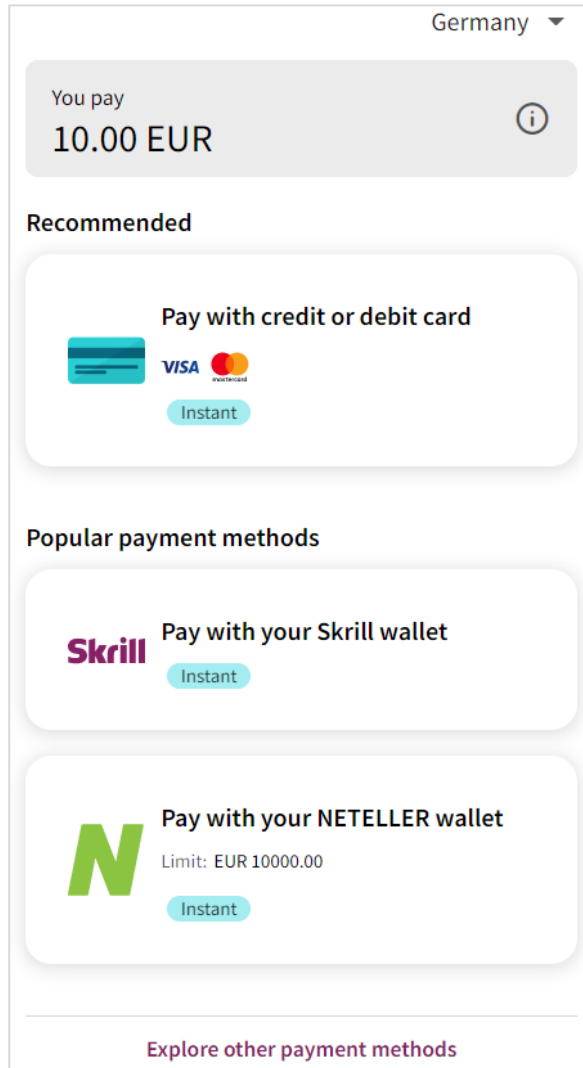 Germany
You pay
10.00 EUR
Recommended
Pay with credit or debit card
VISA mastercard
Instant
Popular payment methods
Skrill
Pay with your Skrill wallet
Instant
N
Pay with your NETELLER wallet
Limit: EUR 10000.00
Instant
Explore other payment methods